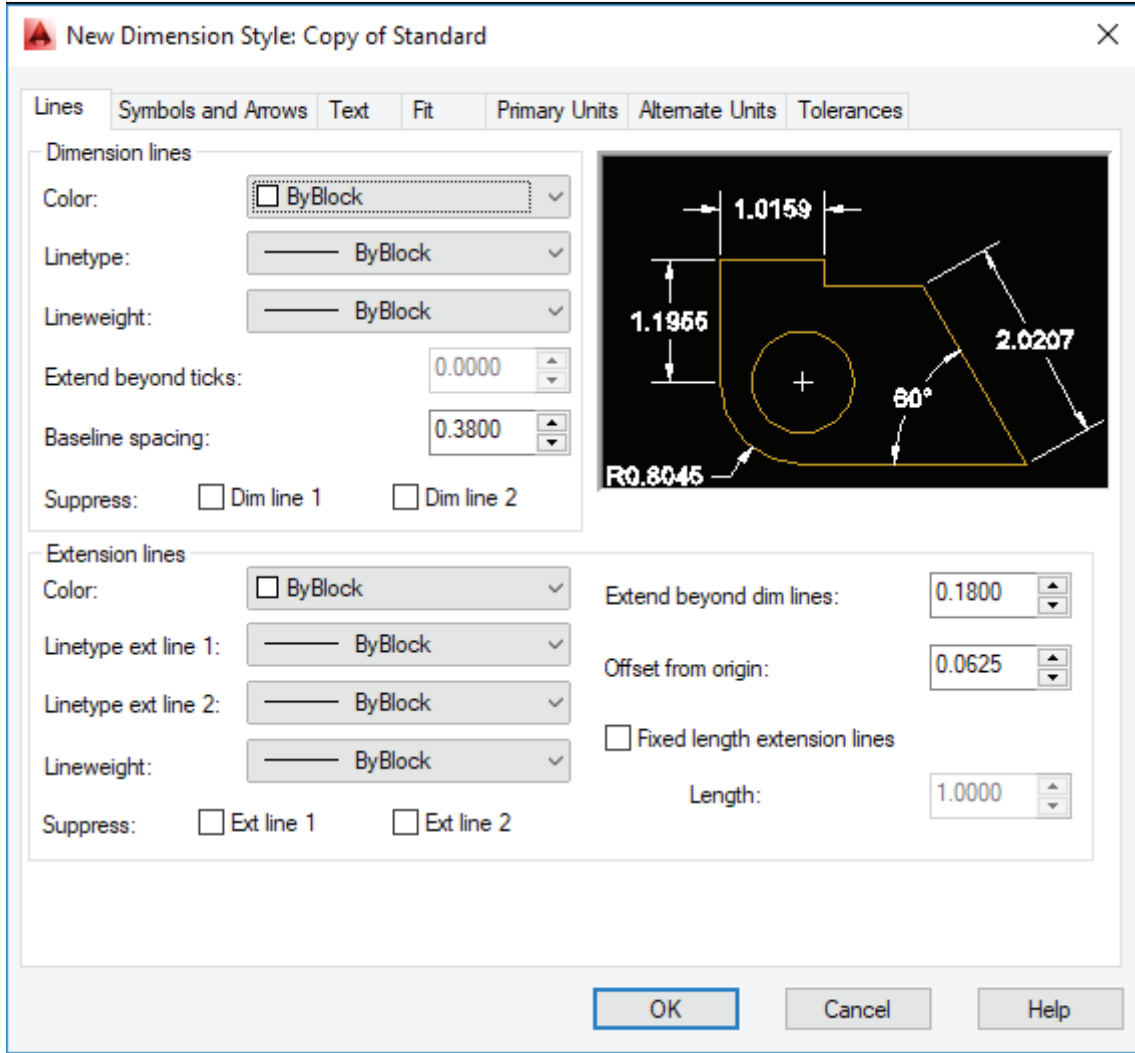 New Dimension Style: Copy of Standard
Lines Symbols and Arrows Text Fit Primary Units Alternate Units Tolerances
Dimension lines
Color: ByBlock
Linetype: ByBlock
Lineweight: ByBlock
Extend beyond ticks: 0.0000
Baseline spacing: 0.3800
Suppress: Dim line 1 Dim line 2
1.0159
1.1955
2.0207
60°
R0.8045
Extension lines
Color: ByBlock
Linetype ext line 1: ByBlock
Linetype ext line 2: ByBlock
Lineweight: ByBlock
Suppress: Ext line 1 Ext line 2
Extend beyond dim lines: 0.1800
Offset from origin: 0.0625
Fixed length extension lines
Length: 1.0000
OK Cancel Help